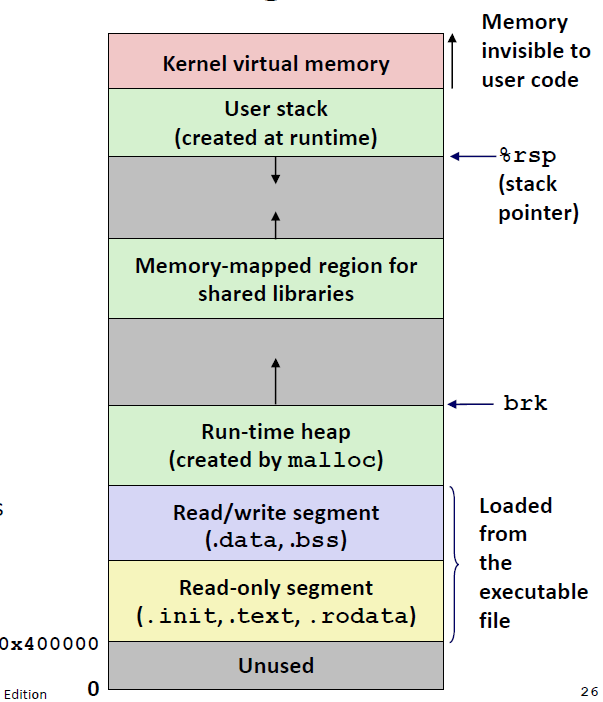 Memory
invisible to
user code
Kernel virtual memory
User stack
(created at runtime)
%rsp
(stack
pointer)
Memory-mapped region for
shared libraries
brk
Run-time heap
(created by malloc)
Read/write segment
(.data, .bss)
Loaded
from
the
executable
file
Read-only segment
(.init, .text, .rodata)
0x400000
Unused
0
Edition
26